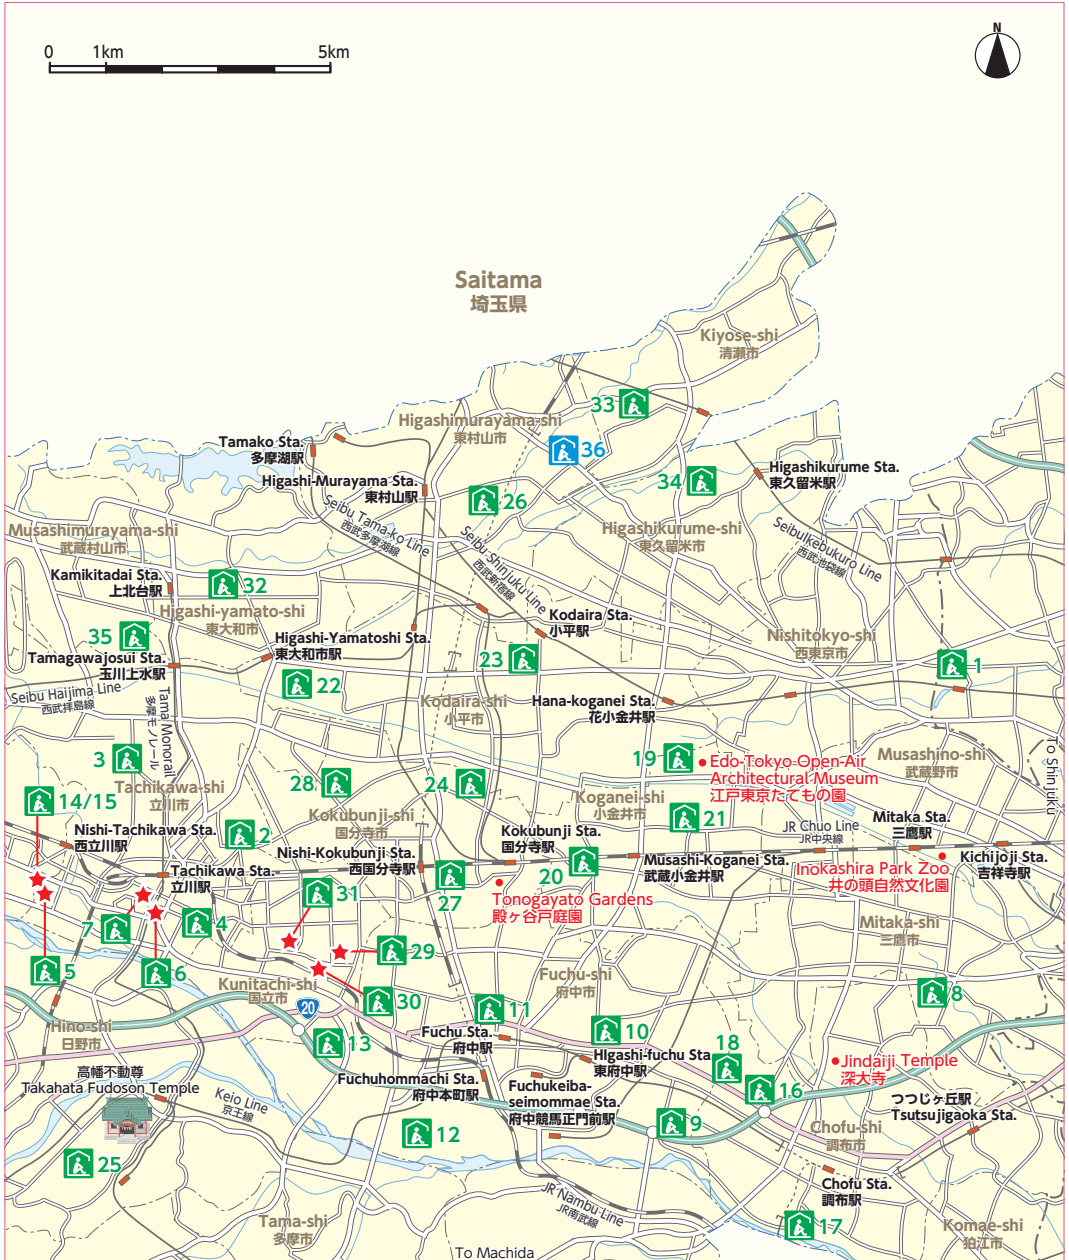 0 1km 5km
N
Saitama
埼玉県
Kiyose-shi
清瀬市
33
Higashimurayama-shi
東村山市
Tamako Sta.
多摩湖駅
36
Higashi-Murayama Sta.
東村山駅
34
Higashikurume Sta.
東久留米駅
26
Seibu Tama-ko Line
西武多摩湖線
Musashimurayama-shi
武蔵村山市
Seibu Shinjuku Line
西武新宿線
Higashikurume-shi
東久留米市
SeibuIkebukuro Line
西武池袋線
Kamikitadai Sta.
上北台駅
32
Higashi-yamato-shi
東大和市
Kodaira Sta.
小平駅
35
Higashi-Yamatoshi Sta.
東大和市駅
Nishitokyo-shi
西東京市
Tamagawajosui Sta.
玉川上水駅
23
1
22
Seibu Haijima Line
西武拝島線
Tama Monorail
多摩モノレール
Kodaira-shi
小平市
Hana-koganei Sta.
花小金井駅
3
19
Edo-Tokyo Open Air
Architectural Museum
江戸東京たてもの園
Musashino-shi
武蔵野市
To Shinjuku
Tachikawa-shi
立川市
28
24
Koganei-shi
小金井市
14/15
Kokubunji-shi
国分寺市
21
Nishi-Tachikawa Sta.
西立川駅
2
Kokubunji Sta.
国分寺駅
JR Chuo Line
JR中央線
Mitaka Sta.
三鷹駅
Nishi-Kokubunji Sta.
西国分寺駅
20
Musashi-Koganei Sta.
武蔵小金井駅
Kichijoji Sta.
吉祥寺駅
Inokashira Park Zoo
井の頭自然文化園
Tachikawa Sta.
立川駅
31
27
Tonogayato Gardens
殿ヶ谷戸庭園
7
4
Mitaka-shi
三鷹市
29
5
6
Kunitachi-shi
国立市
Fuchu-shi
府中市
30
8
20
11
Hino-shi
日野市
13
Fuchu Sta.
府中駅
10
HIgashi-fuchu Sta.
東府中駅
18
Jindaiji Temple
深大寺
高幡不動尊
Takahata Fudoson Temple
Fuchuhommachi Sta.
府中本町駅
Fuchukeiba-
seimommae Sta.
府中競馬正門前駅
16
つつじヶ丘駅
Tsutsujigaoka Sta.
Keio Line
京王線
12
9
Chofu-shi
調布市
25
Chofu Sta.
調布駅
JR Nambu Line
JR南武線
17
Tama-shi
多摩市
Komae-shi
狛江市
To Machida